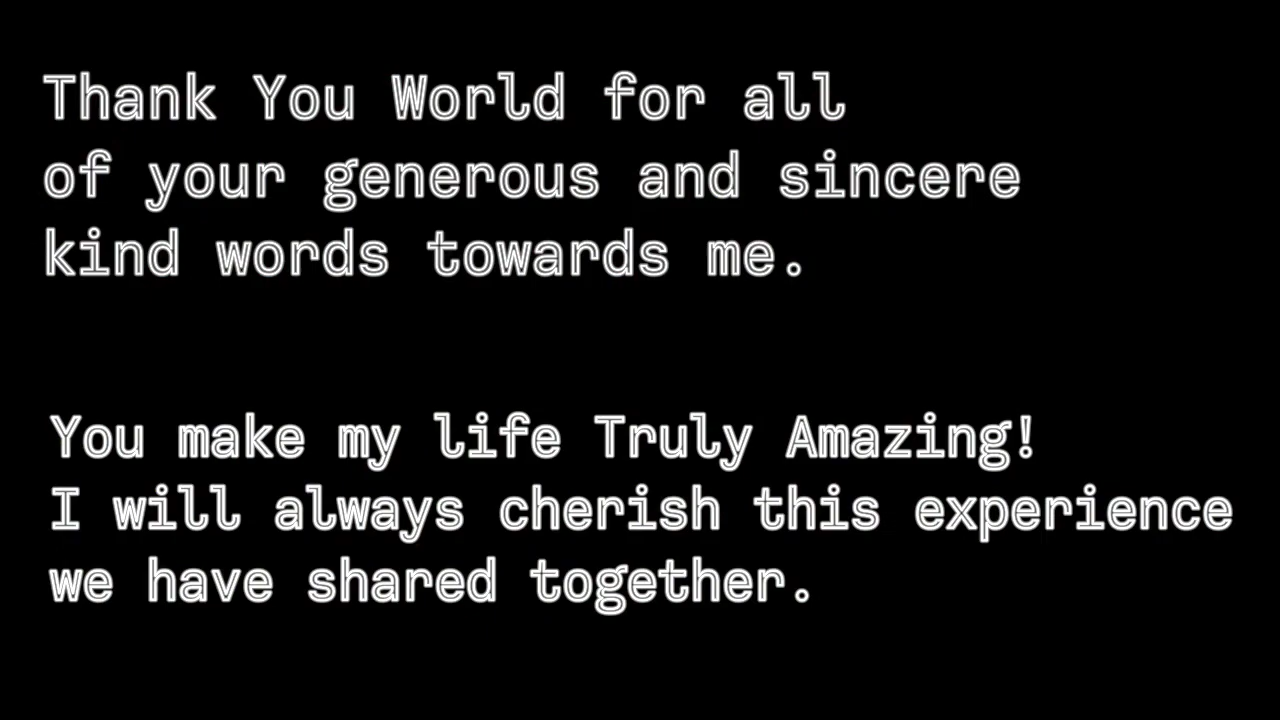 Thank You World for all
of your generous and sincere
kind words towards me.
You make my life Truly Amazing!
I will always cherish this experience
we have shared together.